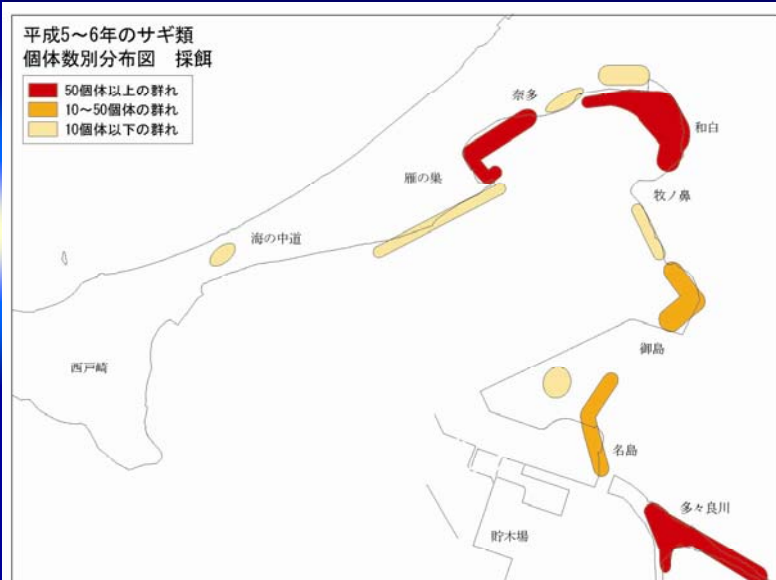 平成5～6年のサギ類
個体数別分布図　採餌
50個体以上の群れ
10～50個体の群れ
10個体以下の群れ
奈多
和白
雁の巣
牧ノ鼻
海の中道
御島
西戸崎
名島
多々良川
貯木場